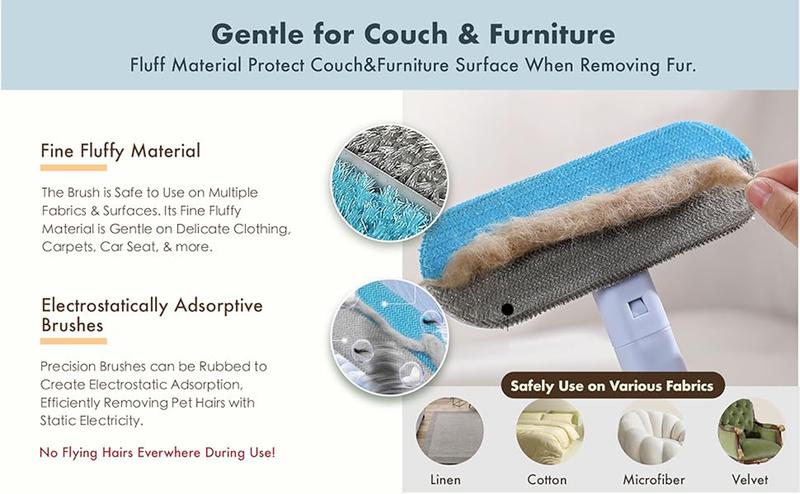 Gentle for Couch & Furniture
Fluff Material Protect Couch&Furniture Surface When Removing Fur.
Fine Fluffy Material
The Brush is Safe to Use on Multiple
Fabrics & Surfaces. Its Fine Fluffy
Material is Gentle on Delicate Clothing,
Carpets, Car Seat, & more.
Electrostatically Adsorptive
Brushes
Precision Brushes can be Rubbed to
Create Electrostatic Adsorption,
Efficiently Removing Pet Hairs with
Static Electricity.
No Flying Hairs Everwhere During Use!
Safely Use on Various Fabrics
Linen
Cotton
Microfiber
Velvet